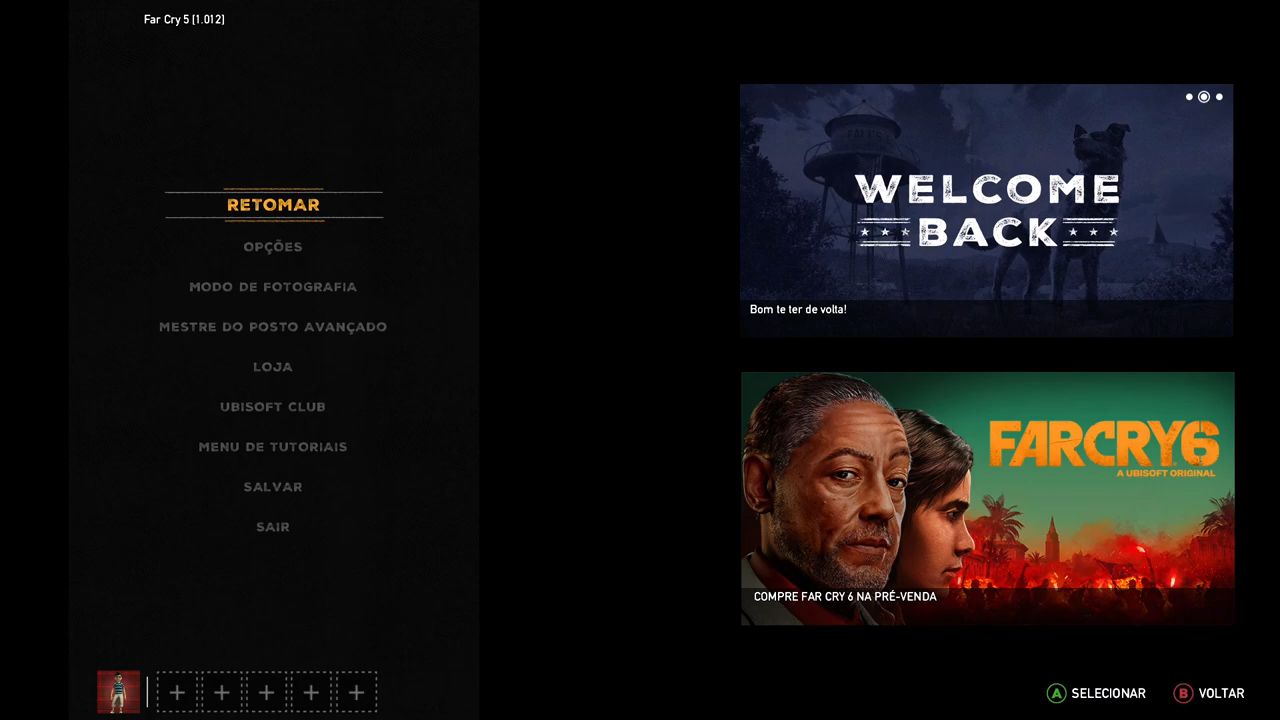 Far Cry 5 (1.012)
RETOMAR
OPÇÕES
MODO DE FOTOGRAFIA
MESTRE DO POSTO AVANÇADO
LOJA
UBISOFT CLUB
MENU DE TUTORIAIS
SALVAR
SAIR
WELCOME
BACK
Bom te ter de volta!
FARCRY6
A UBISOFT ORIGINAL
COMPRE FAR CRY 6 NA PRÉ-VENDA
A SELECIONAR B VOLTAR